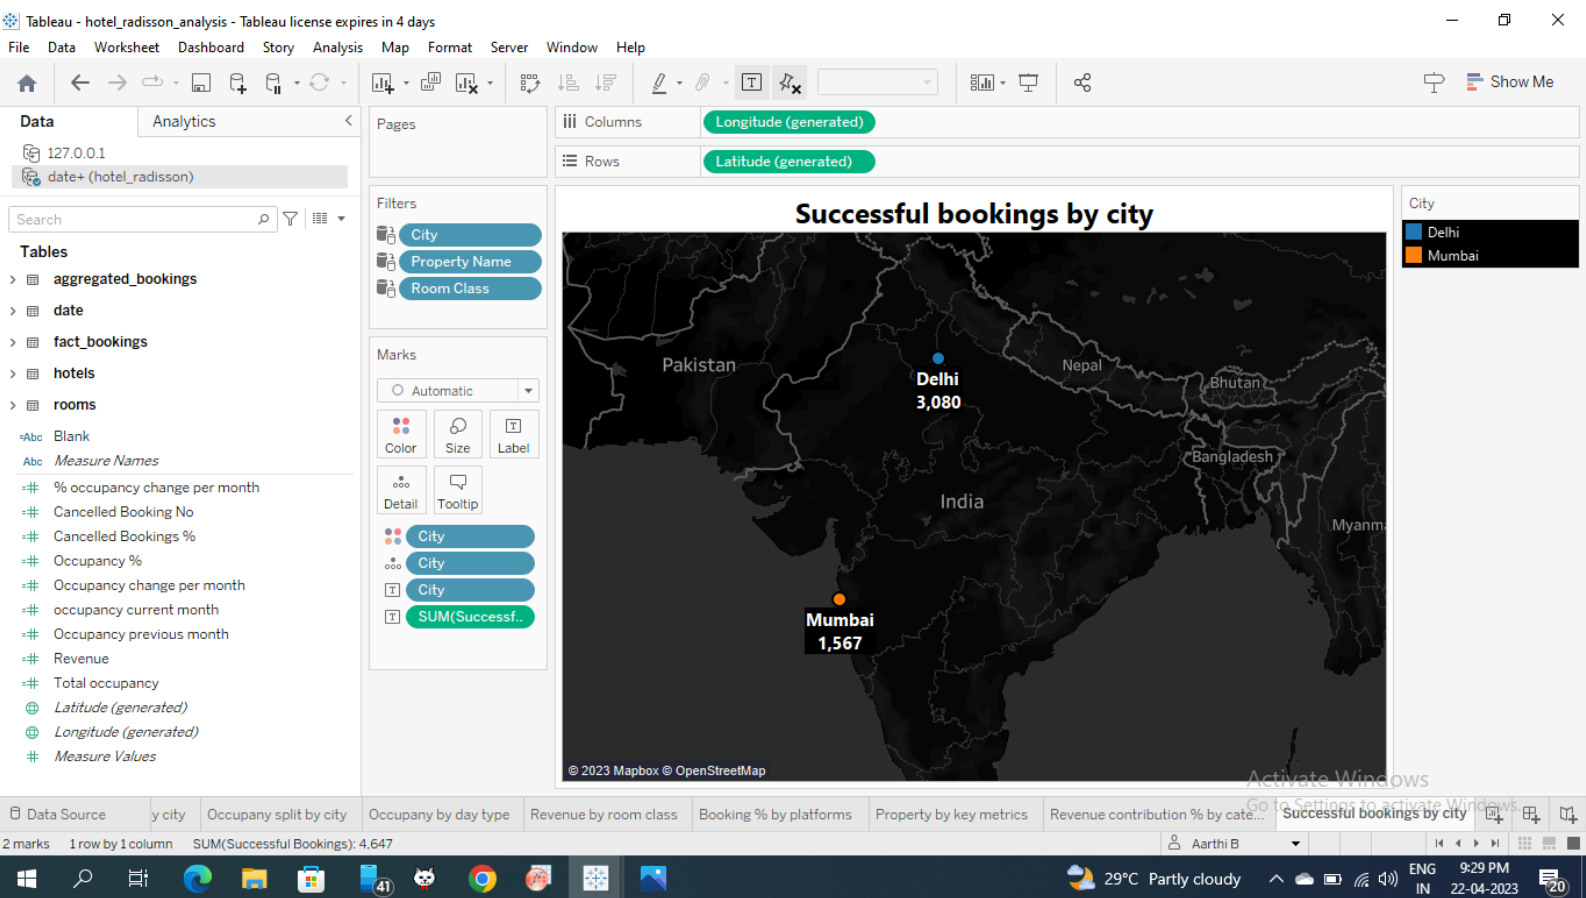 Tableau - hotel_radisson_analysis - Tableau license expires in 4 days
File Data Worksheet Dashboard Story Analysis Map Format Server Window Help
Show Me
Data Analytics
127.0.0.1
date+ (hotel_radisson)
Search
Tables
aggregated_bookings
date
fact_bookings
hotels
rooms
=Abc Blank
Abc Measure Names
=# % occupancy change per month
=# Cancelled Booking No
=# Cancelled Bookings %
=# Occupancy %
=# Occupancy change per month
=# occupancy current month
=# Occupancy previous month
=# Revenue
=# Total occupancy
Latitude (generated)
Longitude (generated)
# Measure Values
Pages
Filters
City
Property Name
Room Class
Marks
Automatic
Color Size Label
Detail Tooltip
City
City
City
SUM(Successf..
Columns Longitude (generated)
Rows Latitude (generated)
Successful bookings by city
Pakistan
Nepal
Bhutan
Delhi
3,080
Bangladesh
India
Myanma
Mumbai
1,567
© 2023 Mapbox © OpenStreetMap
City
Delhi
Mumbai
Activate Windows
Go to Settings to activate Windows.
Data Source y city Occupany split by city Occupany by day type Revenue by room class Booking % by platforms Property by key metrics Revenue contribution % by cate... Successful bookings by city
2 marks 1 row by 1 column SUM(Successful Bookings): 4,647 Aarthi B
41 29°C Partly cloudy ENG IN 9:29 PM 22-04-2023 20